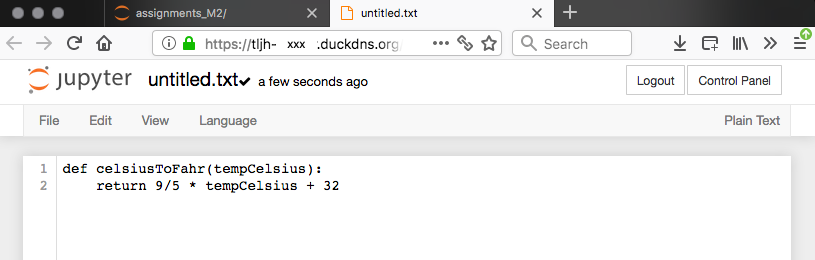 assignments_M2/
untitled.txt
https://tljh- xxx .duckdns.org/
Search
jupyter untitled.txt a few seconds ago
Logout
Control Panel
File Edit View Language Plain Text
1 def celsiusToFahr(tempCelsius):
2     return 9/5 * tempCelsius + 32